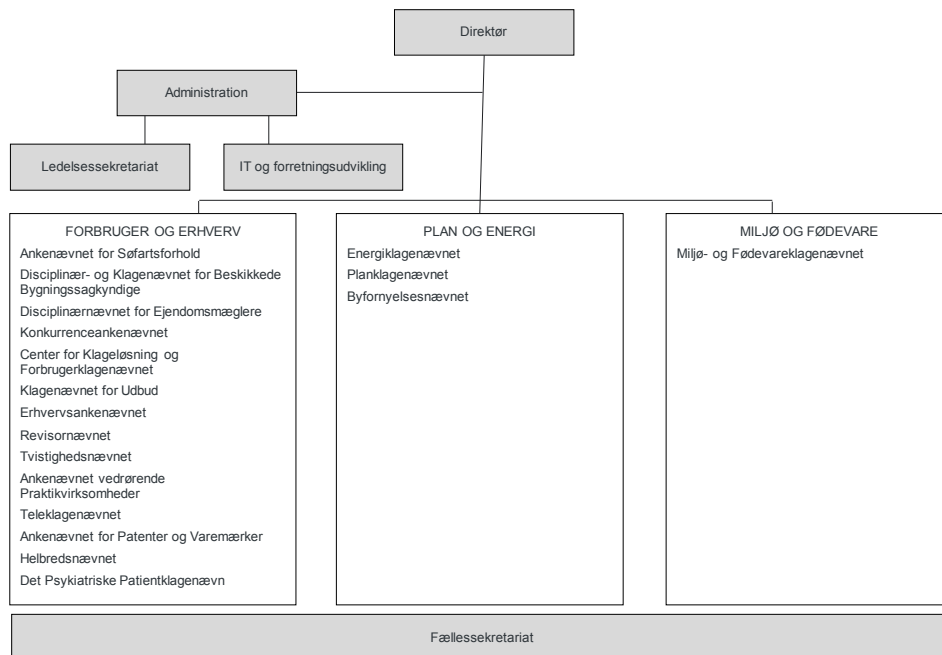 Direktør
Administration
Ledelsessekretariat
IT og forretningsudvikling
FORBRUGER OG ERHVERV
Ankenævnet for Søfartsforhold
Disciplinær- og Klagenævnet for Beskikkede
Bygningssagkyndige
Disciplinærnævnet for Ejendomsmæglere
Konkurrenceankenævnet
Center for Klageløsning og
Forbrugerklagenævnet
Klagenævnet for Udbud
Erhvervsankenævnet
Revisornævnet
Tvistighedsnævnet
Ankenævnet vedrørende
Praktikvirksomheder
Teleklagenævnet
Ankenævnet for Patenter og Varemærker
Helbredsnævnet
Det Psykiatriske Patientklagenævn
PLAN OG ENERGI
Energiklagenævnet
Planklagenævnet
Byfornyelsesnævnet
MILJØ OG FØDEVARE
Miljø- og Fødevareklagenævnet
Fællessekretariat